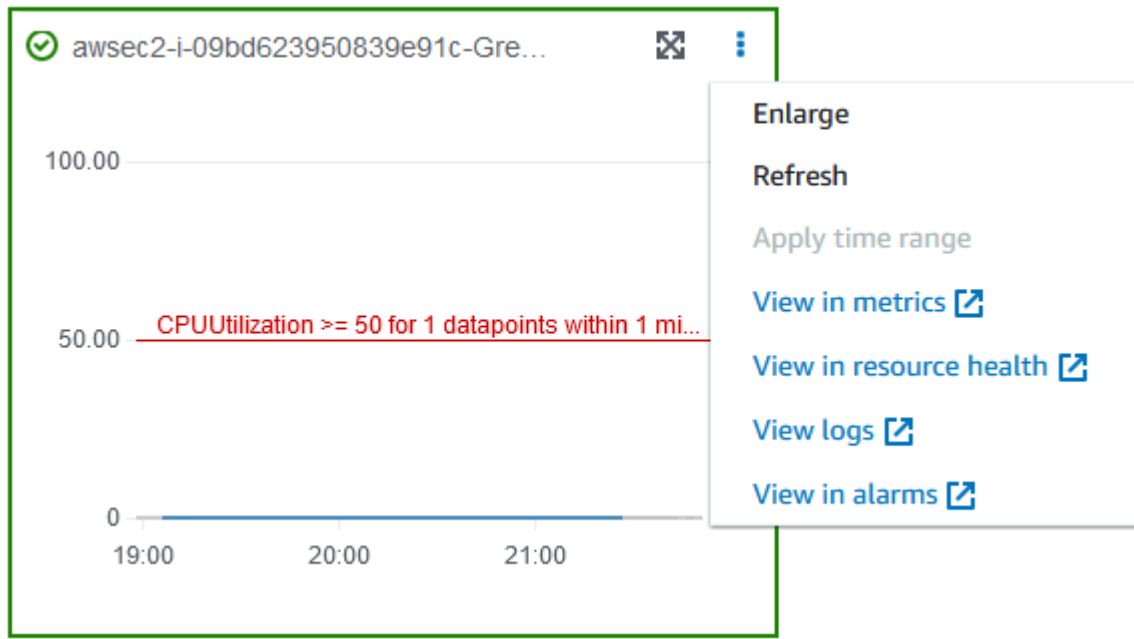 awsec2-i-09bd623950839e91c-Gre...
100.00
CPUUtilization >= 50 for 1 datapoints within 1 mi...
50.00
0
19:00 20:00 21:00
Enlarge
Refresh
Apply time range
View in metrics
View in resource health
View logs
View in alarms